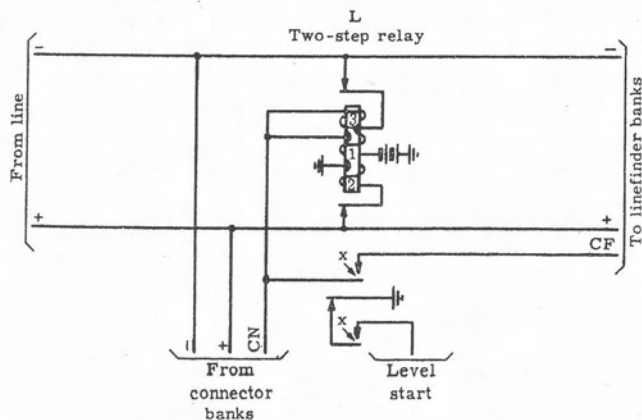 L
Two-step relay
−
−
From line
3
1
2
+
+
To linefinder banks
CF
x
x
−
+
CN
From
connector
banks
Level
start